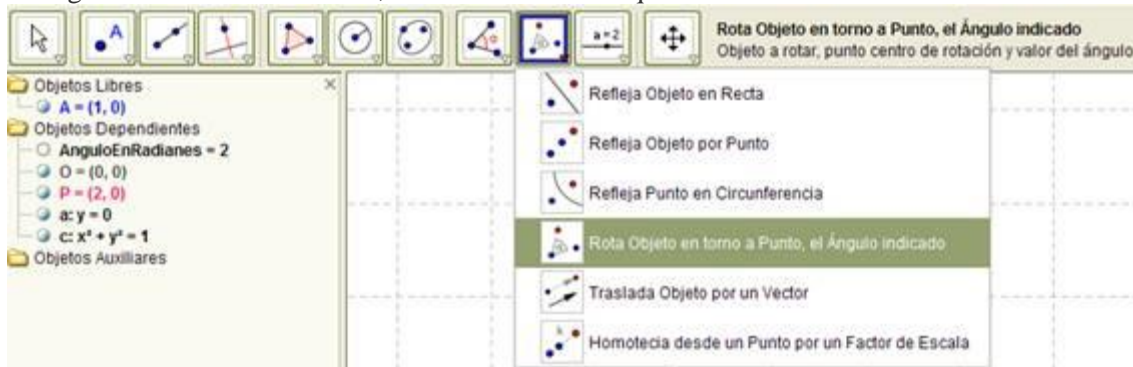 A
α
α
a=2
Rota Objeto en torno a Punto, el Ángulo indicado
Objeto a rotar, punto centro de rotación y valor del ángulo
Objetos Libres
A = (1, 0)
Objetos Dependientes
AnguloEnRadianes = 2
O = (0, 0)
P = (2, 0)
a: y = 0
c: x² + y² = 1
Objetos Auxiliares
Refleja Objeto en Recta
Refleja Objeto por Punto
Refleja Punto en Circunferencia
Rota Objeto en torno a Punto, el Ángulo indicado
Traslada Objeto por un Vector
Homotecia desde un Punto por un Factor de Escala